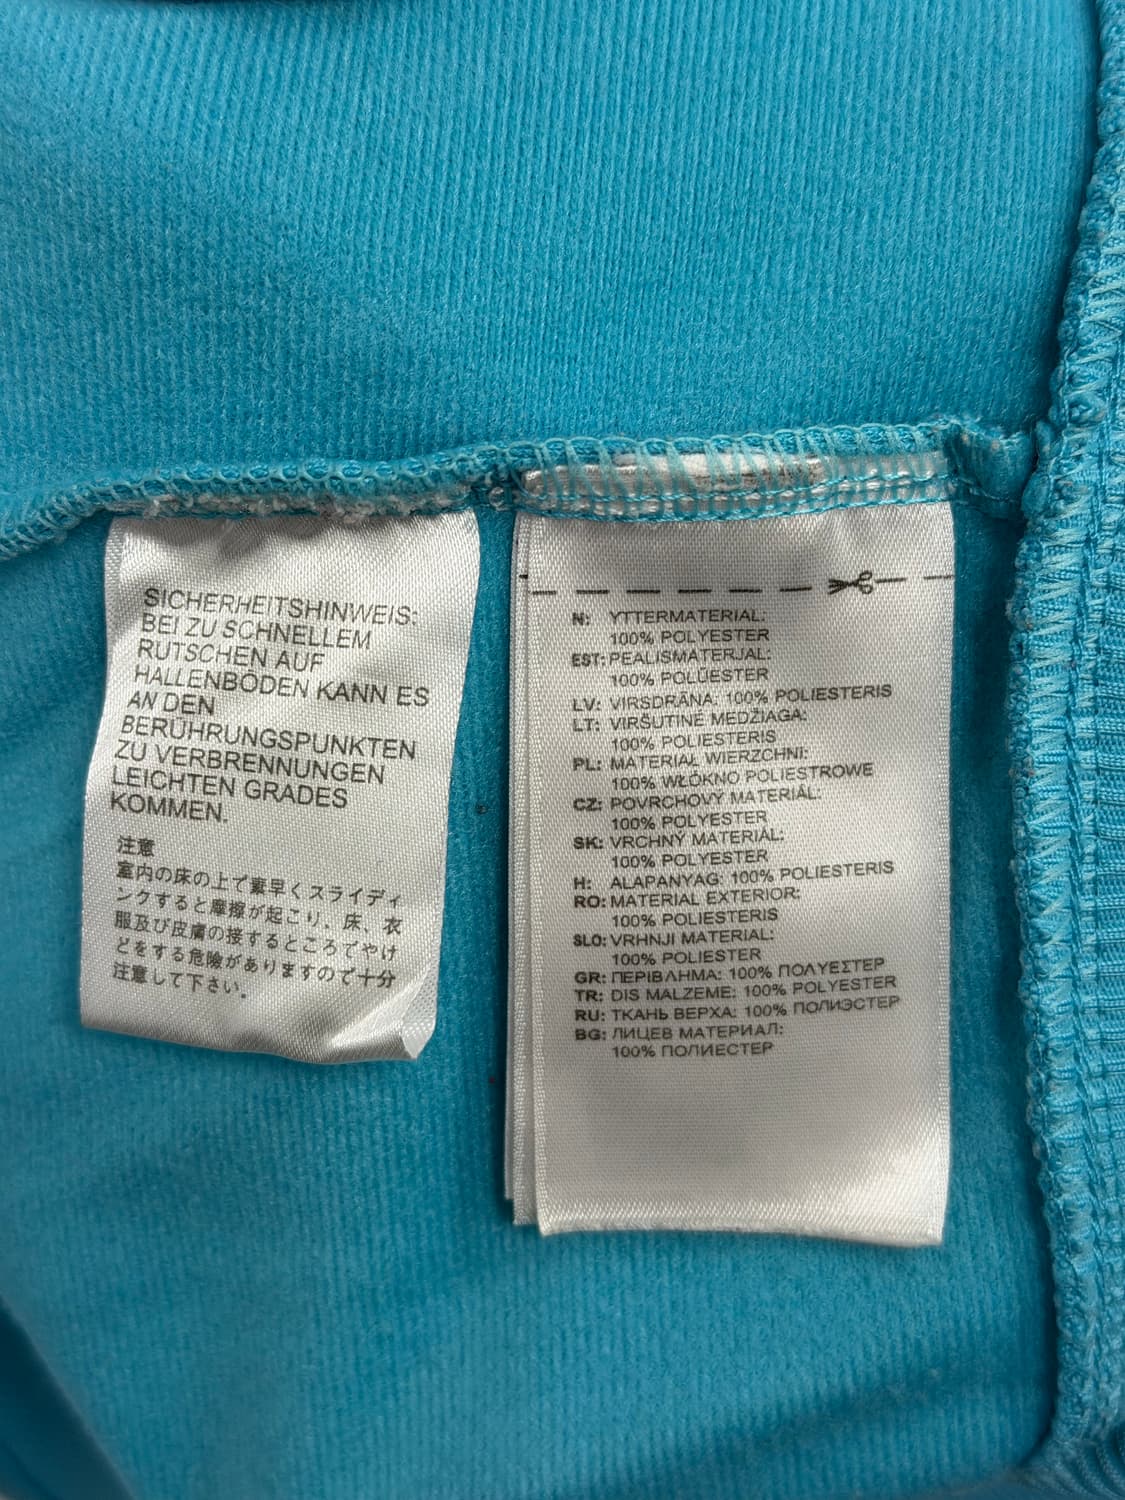 SICHERHEITSHINWEIS:
BEI ZU SCHNELLEM
RUTSCHEN AUF
HALLENBÖDEN KANN ES
AN DEN
BERÜHRUNGSPUNKTEN
ZU VERBRENNUNGEN
LEICHTEN GRADES
KOMMEN.
注意
室内の床の上で素早くスライディ
ングすると摩擦が起こり、床、衣
服及び皮膚の接するところでやけ
どをする危険がありますので十分
注意して下さい。
N: YTTERMATERIAL:
100% POLYESTER
EST: PEALISMATERJAL:
100% POLÜESTER
LV: VIRSDRĀNA: 100% POLIESTERIS
LT: VIRŠUTINĖ MEDŽIAGA:
100% POLIESTERIS
PL: MATERIAŁ WIERZCHNI:
100% WŁÓKNO POLIESTROWE
CZ: POVRCHOVÝ MATERIÁL:
100% POLYESTER
SK: VRCHNÝ MATERIÁL:
100% POLYESTER
H: ALAPANYAG: 100% POLIESTERIS
RO: MATERIAL EXTERIOR:
100% POLIESTERIS
SLO: VRHNJI MATERIAL:
100% POLIESTER
GR: ΠΕΡΙΒΛΗΜΑ: 100% ΠΟΛΥΕΣΤΕΡ
TR: DIS MALZEME: 100% POLYESTER
RU: ТКАНЬ ВЕРХА: 100% ПОЛИЭСТЕР
BG: ЛИЦЕВ МАТЕРИАЛ:
100% ПОЛИЕСТЕР